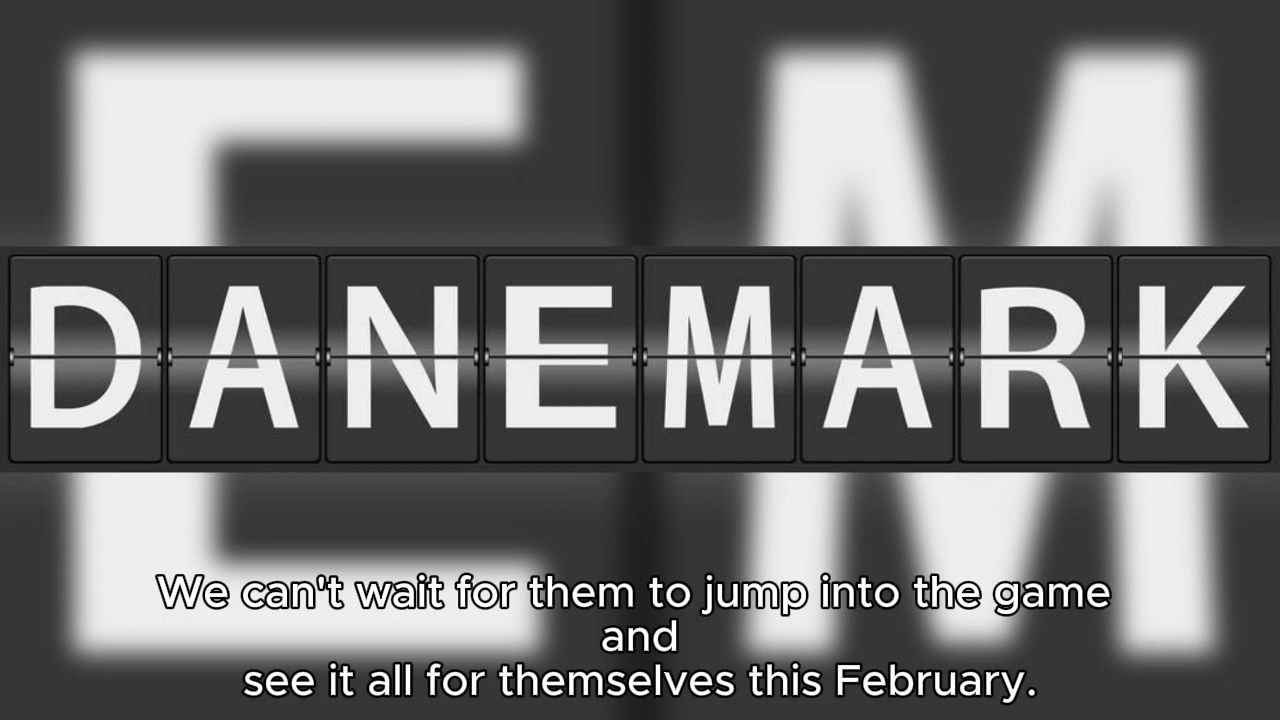 DANEMARK
We can't wait for them to jump into the game
and
see it all for themselves this February.